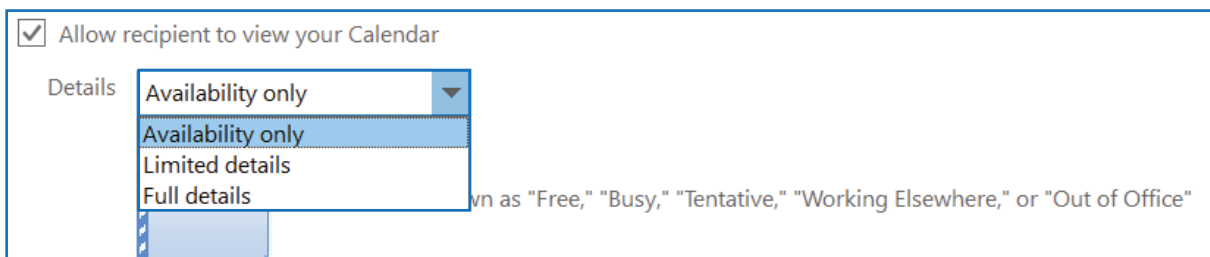 Allow recipient to view your Calendar
Details Availability only
Availability only
Limited details
Full details
as "Free," "Busy," "Tentative," "Working Elsewhere," or "Out of Office"